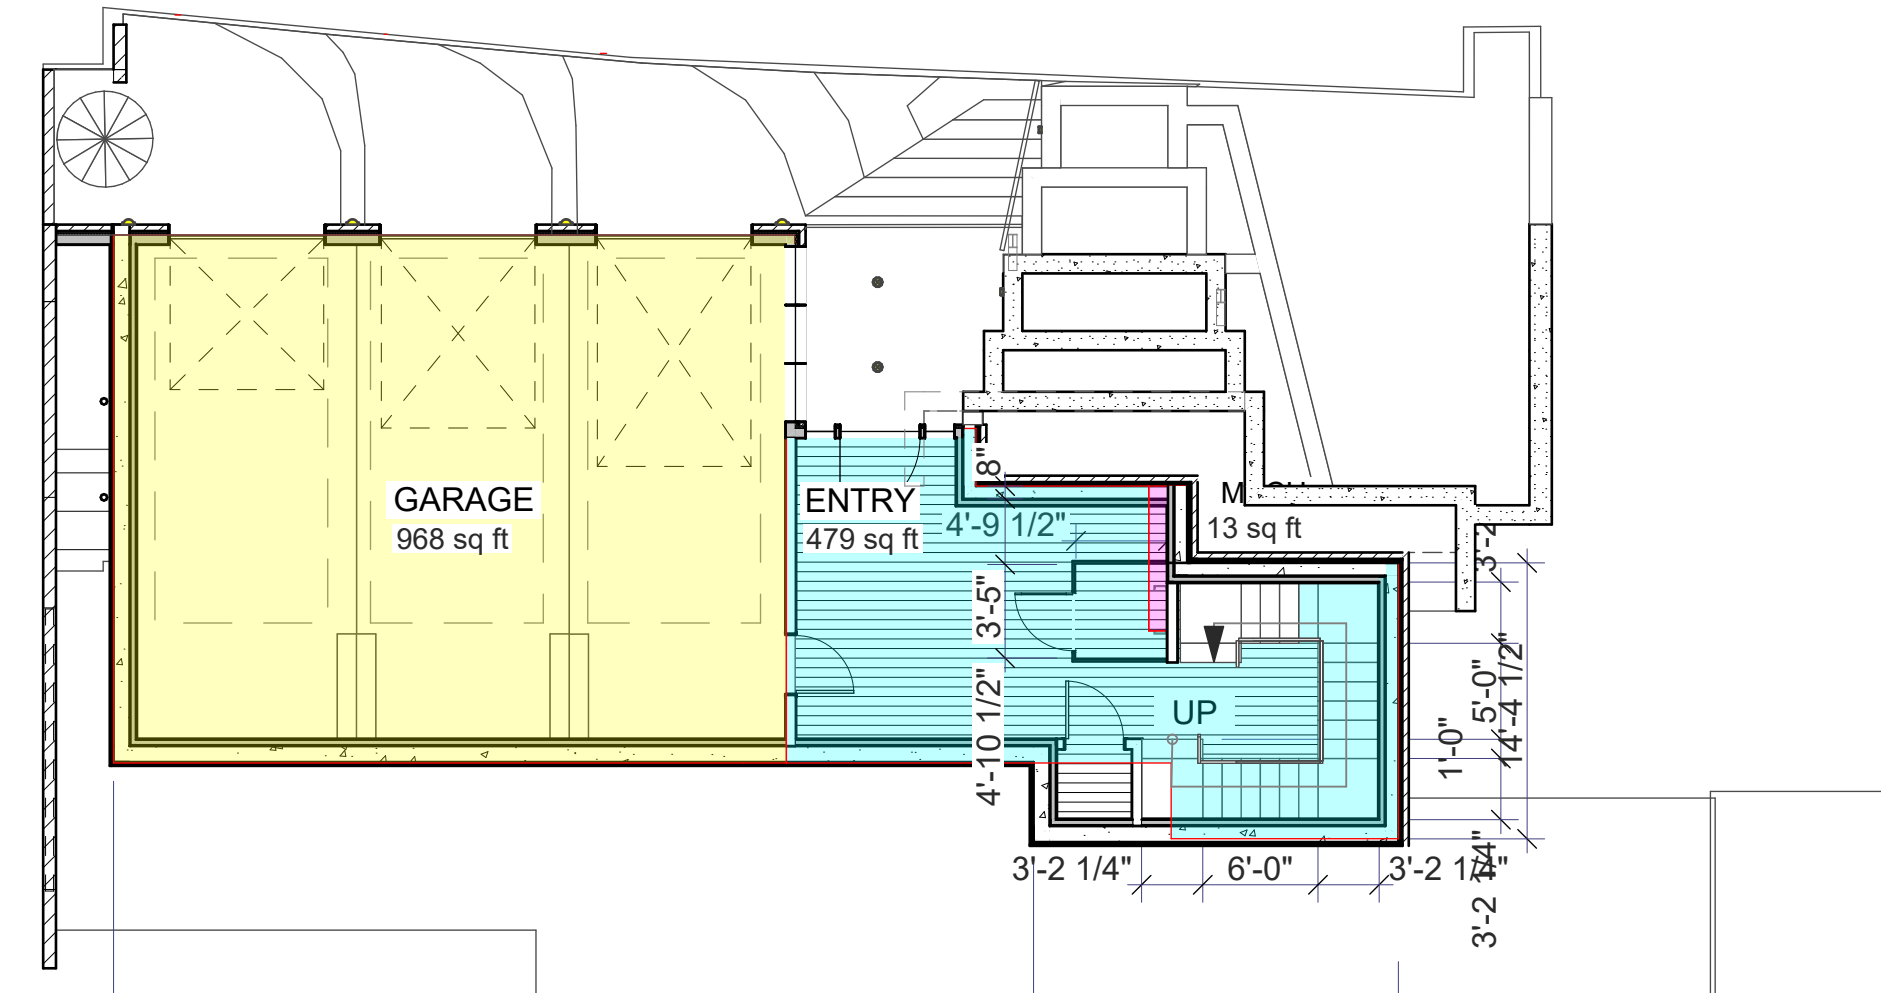 GARAGE
968 sq ft
ENTRY
479 sq ft
8"
4'-9 1/2"
13 sq ft
3'-5"
4'-10 1/2"
UP
5'-0"
14'-4 1/2"
1'-0"
3'-2 1/4"
6'-0"
3'-2 1/4"
3'-2 1/4"